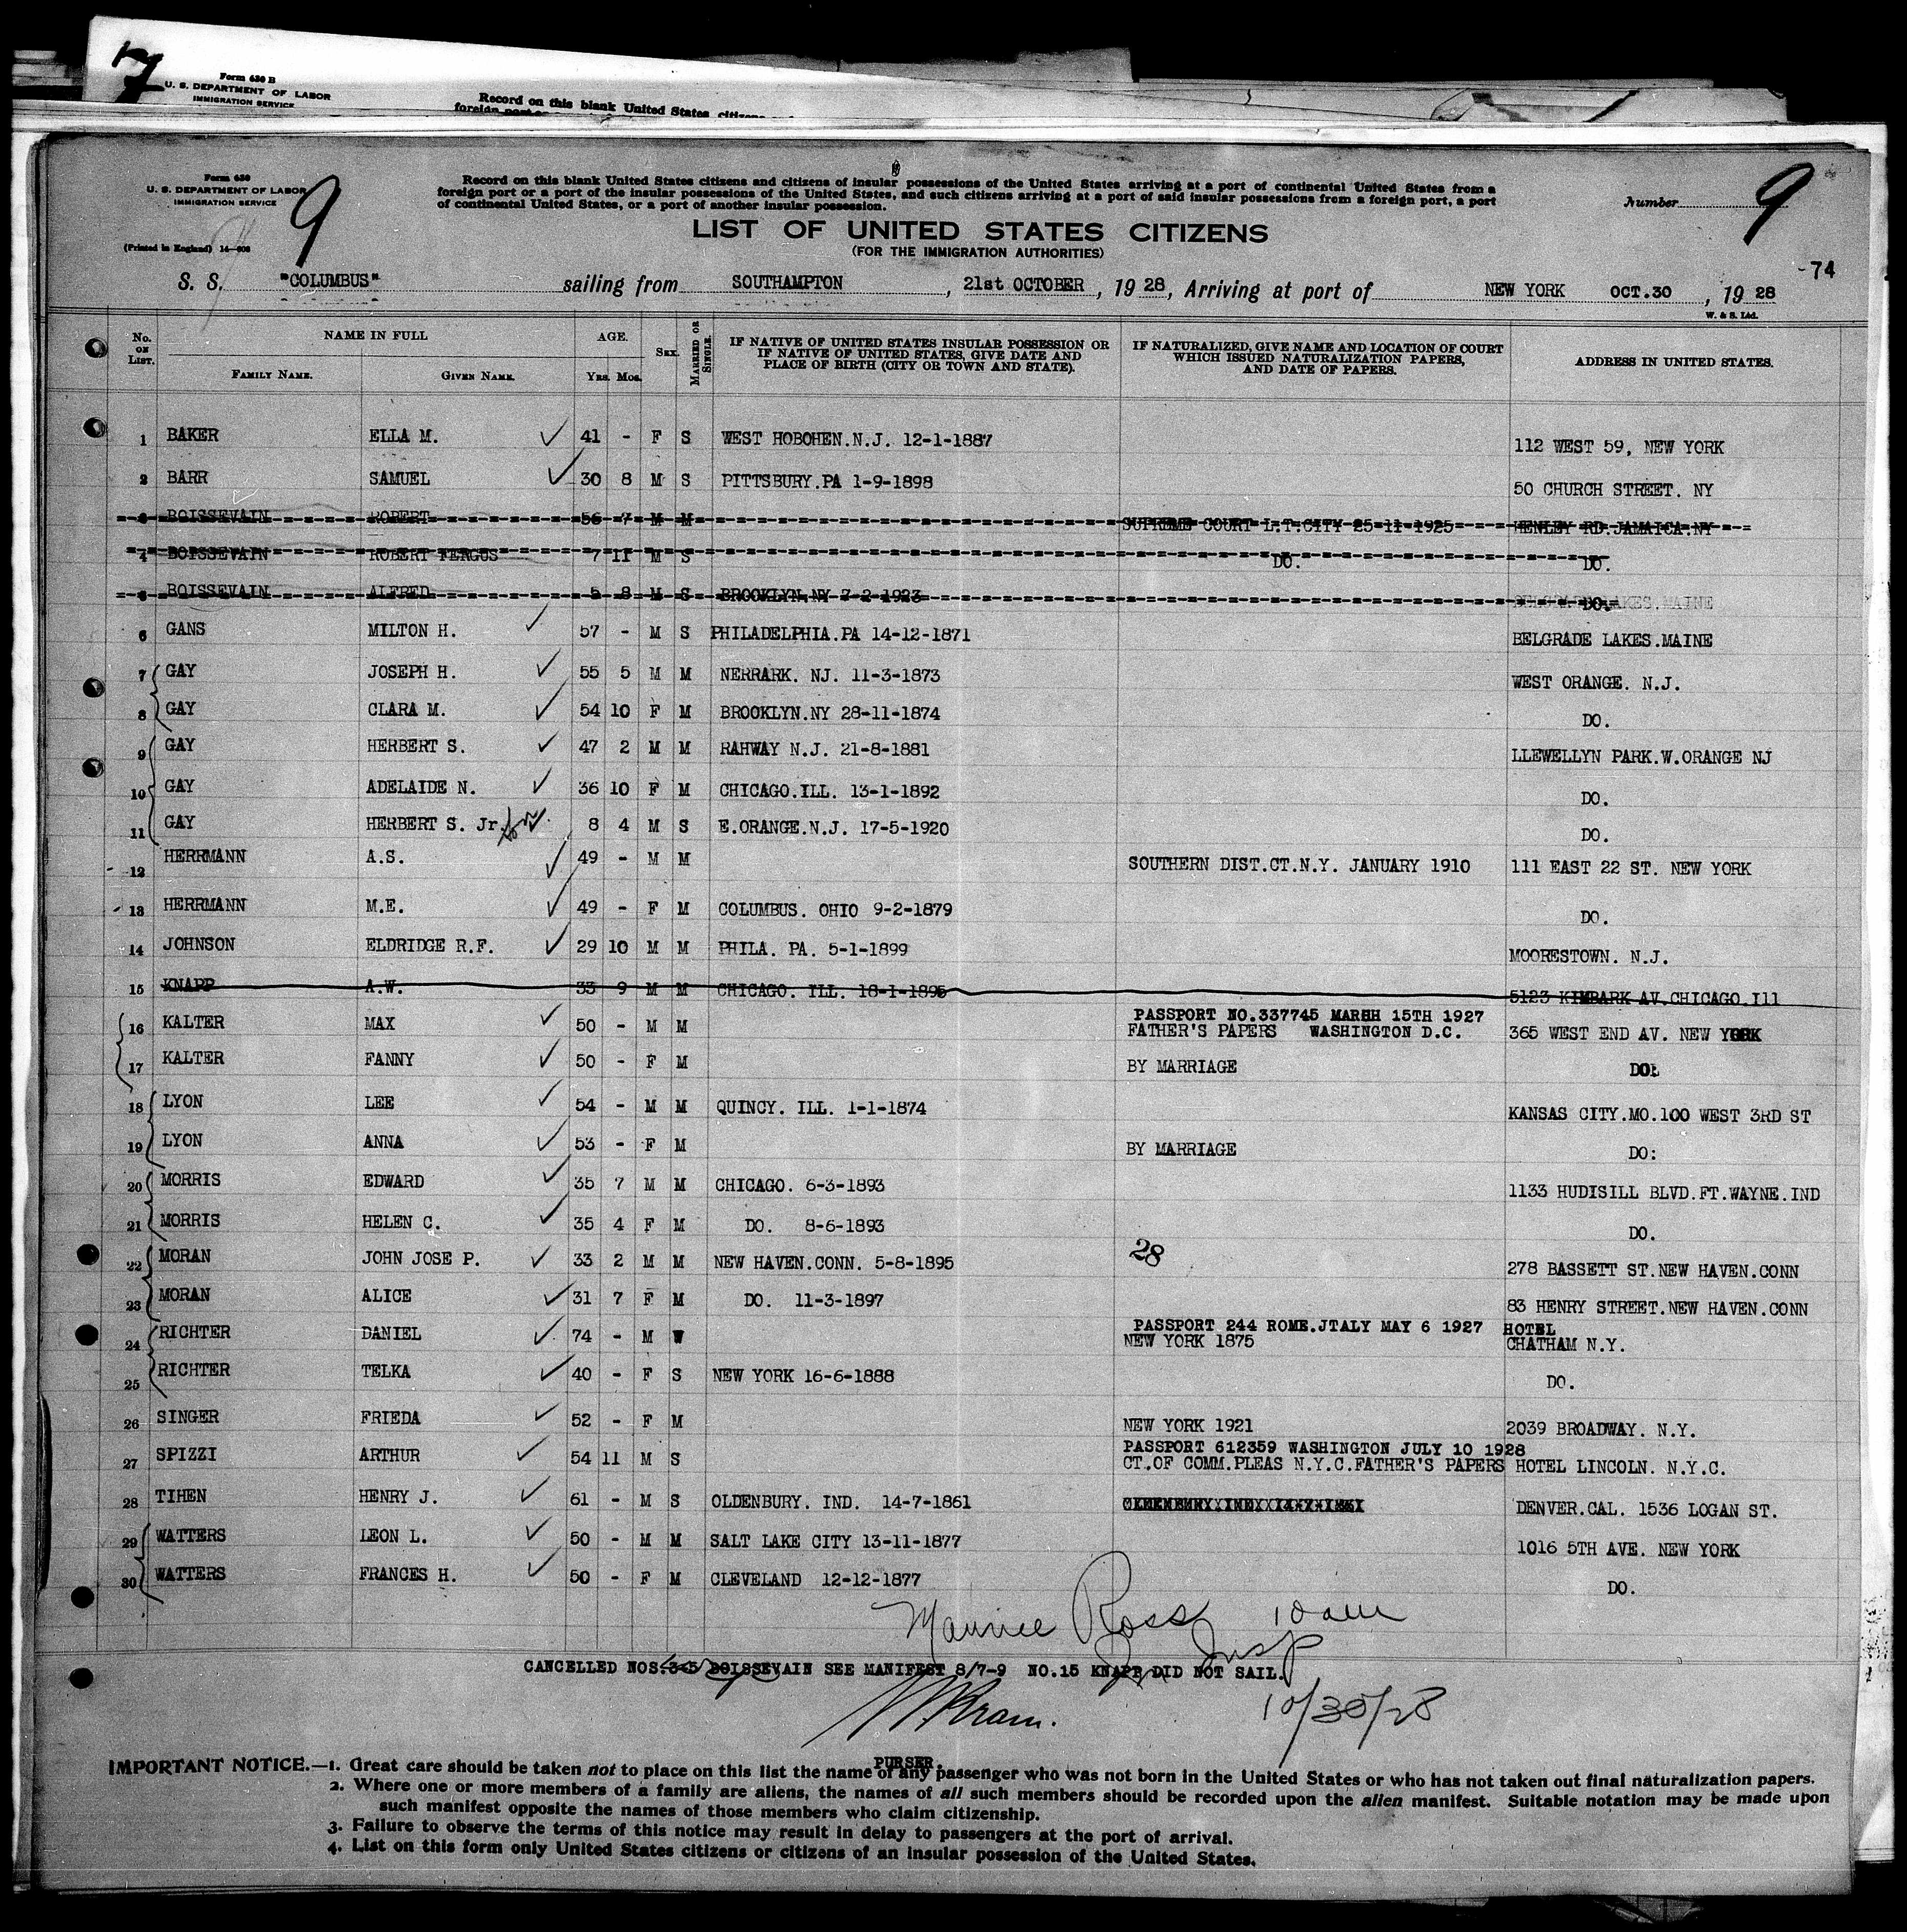 7
Form 630 B
U. S. DEPARTMENT OF LABOR
IMMIGRATION SERVICE
Record on this blank United States citizens
Form 630
U. S. DEPARTMENT OF LABOR
IMMIGRATION SERVICE
9
(Printed in England) 14—608
Record on this blank United States citizens and citizens of insular possessions of the United States arriving at a port of continental United States from a
foreign port or a port of the insular possessions of the United States, and such citizens arriving at a port of said insular possessions from a foreign port, a port
of continental United States, or a port of another insular possession.
Number 9
LIST OF UNITED STATES CITIZENS
(FOR THE IMMIGRATION AUTHORITIES)
-74
S. S. "COLUMBUS" sailing from SOUTHAMPTON, 21st OCTOBER, 19 28, Arriving at port of NEW YORK OCT.30, 19 28
W. & S. Ltd.
No. ON LIST. NAME IN FULL FAMILY NAME. GIVEN NAME. AGE. Yrs. Mos. SEX. MARRIED OR SINGLE. IF NATIVE OF UNITED STATES INSULAR POSSESSION OR IF NATIVE OF UNITED STATES, GIVE DATE AND PLACE OF BIRTH (CITY OR TOWN AND STATE). IF NATURALIZED, GIVE NAME AND LOCATION OF COURT WHICH ISSUED NATURALIZATION PAPERS, AND DATE OF PAPERS. ADDRESS IN UNITED STATES.
1 BAKER ELLA M. 41 - F S WEST HOBOHEN.N.J. 12-1-1887 112 WEST 59, NEW YORK
2 BARR SAMUEL 30 8 M S PITTSBURY.PA 1-9-1898 50 CHURCH STREET. NY
3 BOISSEVAIN ROBERT 56 7 M M SUPREME COURT L.T.CITY 25-11-1925 HENLEY RD.JAMAICA.NY
4 BOISSEVAIN ROBERT FERGUS 7 11 M S DO. DO.
5 BOISSEVAIN ALFRED 5 8 M S BROOKLYN.NY 7-2-1923 DO.
6 GANS MILTON H. 57 - M S PHILADELPHIA.PA 14-12-1871 BELGRADE LAKES.MAINE
7 GAY JOSEPH H. 55 5 M M NERRARK. NJ. 11-3-1873 WEST ORANGE. N.J.
8 GAY CLARA M. 54 10 F M BROOKLYN.NY 28-11-1874 DO.
9 GAY HERBERT S. 47 2 M M RAHWAY N.J. 21-8-1881 LLEWELLYN PARK.W.ORANGE NJ
10 GAY ADELAIDE N. 36 10 F M CHICAGO.ILL. 13-1-1892 DO.
11 GAY HERBERT S. Jr. 8 4 M S E.ORANGE.N.J. 17-5-1920 DO.
12 HERRMANN A.S. 49 - M M SOUTHERN DIST.CT.N.Y. JANUARY 1910 111 EAST 22 ST. NEW YORK
13 HERRMANN M.E. 49 - F M COLUMBUS. OHIO 9-2-1879 DO.
14 JOHNSON ELDRIDGE R.F. 29 10 M M PHILA. PA. 5-1-1899 MOORESTOWN. N.J.
15 KNAPP A.W. 33 9 M M CHICAGO. ILL. 18-1-1895 5123 KIMBARK AV.CHICAGO.Ill
PASSPORT NO.337745 MARSH 15TH 1927
16 KALTER MAX 50 - M M FATHER'S PAPERS WASHINGTON D.C. 365 WEST END AV. NEW YORK
17 KALTER FANNY 50 - F M BY MARRIAGE DO:
18 LYON LEE 54 - M M QUINCY. ILL. 1-1-1874 KANSAS CITY.MO.100 WEST 3RD ST
19 LYON ANNA 53 - F M BY MARRIAGE DO:
20 MORRIS EDWARD 35 7 M M CHICAGO. 6-3-1893 1133 HUDISILL BLVD.FT.WAYNE.IND
21 MORRIS HELEN C. 35 4 F M DO. 8-6-1893 DO.
22 MORAN JOHN JOSE P. 33 2 M M NEW HAVEN.CONN. 5-8-1895 28 278 BASSETT ST.NEW HAVEN.CONN
23 MORAN ALICE 31 7 F M DO. 11-3-1897 83 HENRY STREET.NEW HAVEN.CONN
PASSPORT 244 ROME.JTALY MAY 6 1927 HOTEL
24 RICHTER DANIEL 74 - M W NEW YORK 1875 CHATHAM N.Y.
25 RICHTER TELKA 40 - F S NEW YORK 16-6-1888 DO.
26 SINGER FRIEDA 52 - F M NEW YORK 1921 2039 BROADWAY. N.Y.
PASSPORT 612359 WASHINGTON JULY 10 1928
27 SPIZZI ARTHUR 54 11 M S CT.OF COMM.PLEAS N.Y.C.FATHER'S PAPERS HOTEL LINCOLN. N.Y.C.
28 TIHEN HENRY J. 61 - M S OLDENBURY. IND. 14-7-1861 DENVER.CAL. 1536 LOGAN ST.
29 WATTERS LEON L. 50 - M M SALT LAKE CITY 13-11-1877 1016 5TH AVE. NEW YORK
30 WATTERS FRANCES H. 50 - F M CLEVELAND 12-12-1877 DO.
Maurice Ross 10 am
Insp
CANCELLED NOS.3-5 BOISSEVAIN SEE MANIFEST 8/7-9 NO.15 KNAPP DID NOT SAIL.
10/30/28
PURSER.
IMPORTANT NOTICE.—1. Great care should be taken not to place on this list the name of any passenger who was not born in the United States or who has not taken out final naturalization papers.
2. Where one or more members of a family are aliens, the names of all such members should be recorded upon the alien manifest. Suitable notation may be made upon
such manifest opposite the names of those members who claim citizenship.
3. Failure to observe the terms of this notice may result in delay to passengers at the port of arrival.
4. List on this form only United States citizens or citizens of an insular possession of the United States.